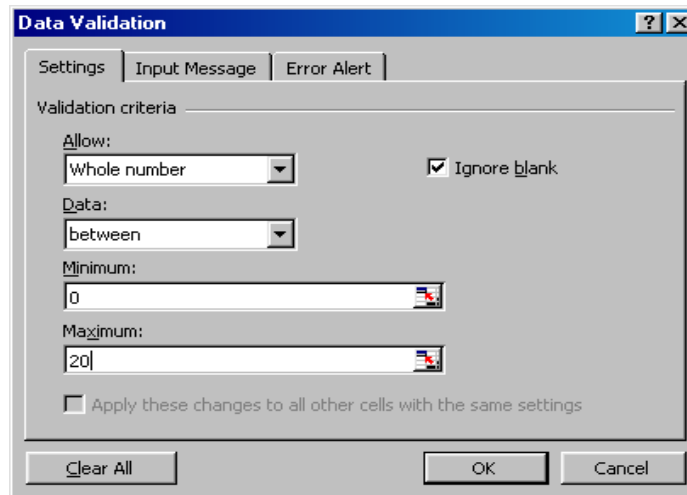 Data Validation
Settings Input Message Error Alert
Validation criteria
Allow:
Whole number Ignore blank
Data:
between
Minimum:
0
Maximum:
20
Apply these changes to all other cells with the same settings
Clear All OK Cancel